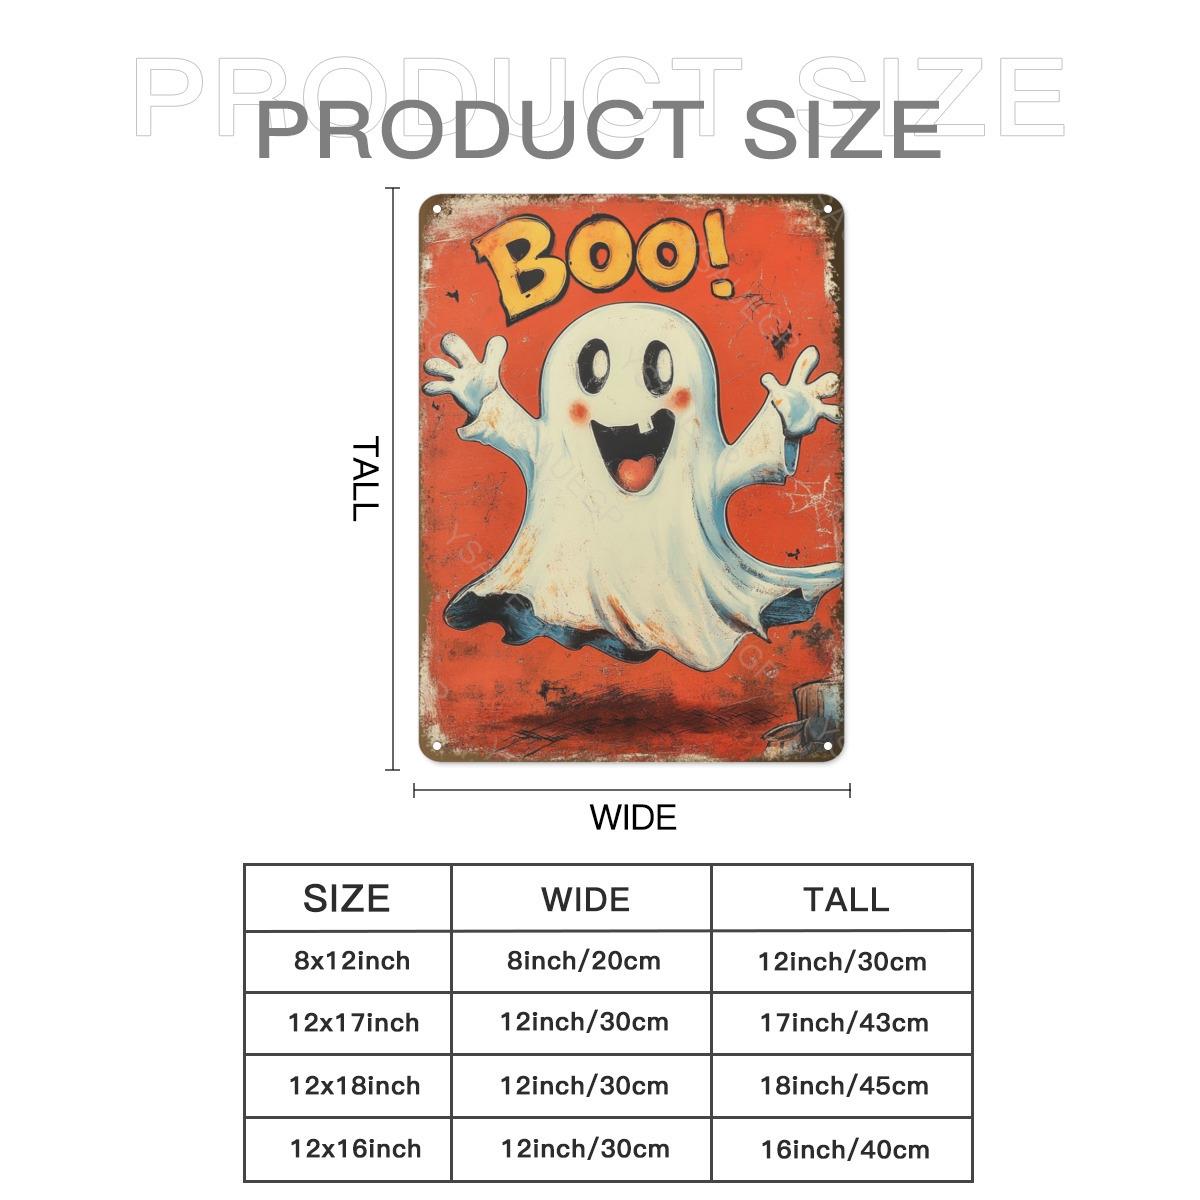 PRODUCT SIZE
PRODUCT SIZE
BOO!
TALL
WIDE
SIZE WIDE TALL
8x12inch 8inch/20cm 12inch/30cm
12x17inch 12inch/30cm 17inch/43cm
12x18inch 12inch/30cm 18inch/45cm
12x16inch 12inch/30cm 16inch/40cm